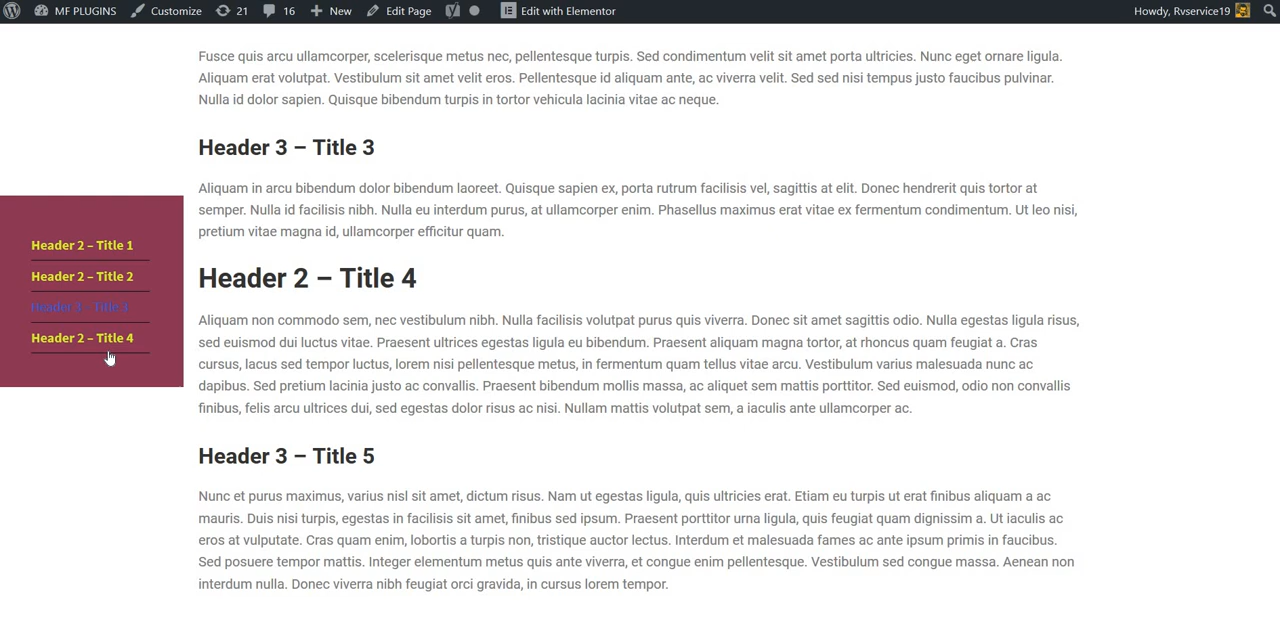 MF PLUGINS Customize 21 16 New Edit Page Edit with Elementor Howdy, Rvservice19
Fusce quis arcu ullamcorper, scelerisque metus nec, pellentesque turpis. Sed condimentum velit sit amet porta ultricies. Nunc eget ornare ligula.
Aliquam erat volutpat. Vestibulum sit amet velit eros. Pellentesque id aliquam ante, ac viverra velit. Sed sed nisi tempus justo faucibus pulvinar.
Nulla id dolor sapien. Quisque bibendum turpis in tortor vehicula lacinia vitae ac neque.
Header 3 – Title 3
Aliquam in arcu bibendum dolor bibendum laoreet. Quisque sapien ex, porta rutrum facilisis vel, sagittis at elit. Donec hendrerit quis tortor at
semper. Nulla id facilisis nibh. Nulla eu interdum purus, at ullamcorper enim. Phasellus maximus erat vitae ex fermentum condimentum. Ut leo nisi,
pretium vitae magna id, ullamcorper efficitur quam.
Header 2 – Title 1
Header 2 – Title 2
Header 3 – Title 3
Header 2 – Title 4
Header 2 – Title 4
Aliquam non commodo sem, nec vestibulum nibh. Nulla facilisis volutpat purus quis viverra. Donec sit amet sagittis odio. Nulla egestas ligula risus,
sed euismod dui luctus vitae. Praesent ultrices egestas ligula eu bibendum. Praesent aliquam magna tortor, at rhoncus quam feugiat a. Cras
cursus, lacus sed tempor luctus, lorem nisi pellentesque metus, in fermentum quam tellus vitae arcu. Vestibulum varius malesuada nunc ac
dapibus. Sed pretium lacinia justo ac convallis. Praesent bibendum mollis massa, ac aliquet sem mattis porttitor. Sed euismod, odio non convallis
finibus, felis arcu ultrices dui, sed egestas dolor risus ac nisi. Nullam mattis volutpat sem, a iaculis ante ullamcorper ac.
Header 3 – Title 5
Nunc et purus maximus, varius nisl sit amet, dictum risus. Nam ut egestas ligula, quis ultricies erat. Etiam eu turpis ut erat finibus aliquam a ac
mauris. Duis nisi turpis, egestas in facilisis sit amet, finibus sed ipsum. Praesent porttitor urna ligula, quis feugiat quam dignissim a. Ut iaculis ac
eros at vulputate. Cras quam enim, lobortis a turpis non, tristique auctor lectus. Interdum et malesuada fames ac ante ipsum primis in faucibus.
Sed posuere tempor mattis. Integer elementum metus quis ante viverra, et congue enim pellentesque. Vestibulum sed congue massa. Aenean non
interdum nulla. Donec viverra nibh feugiat orci gravida, in cursus lorem tempor.